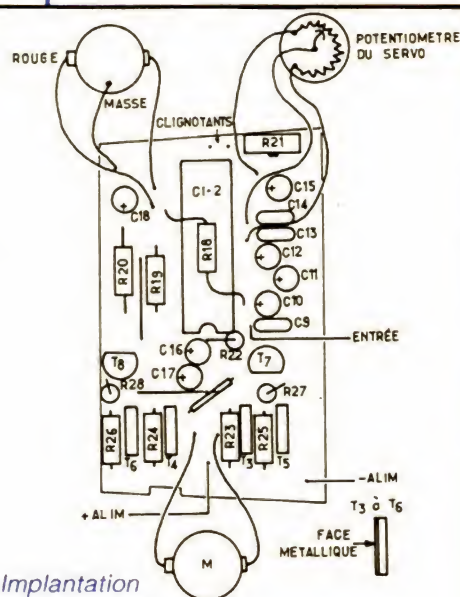 POTENTIOMETRE
DU SERVO
ROUGE
MASSE
CLIGNOTANTS
R21
C15
C14
C13
C12
C11
C10
C9
C18
CI-2
R18
R20
R19
ENTRÉE
C16
R22
T7
C17
T8
R28
R27
R26
T6
R24
T4
R23
T3
R25
T5
-ALIM
+ALIM
T3 à T6
FACE
METALLIQUE
M
Implantation